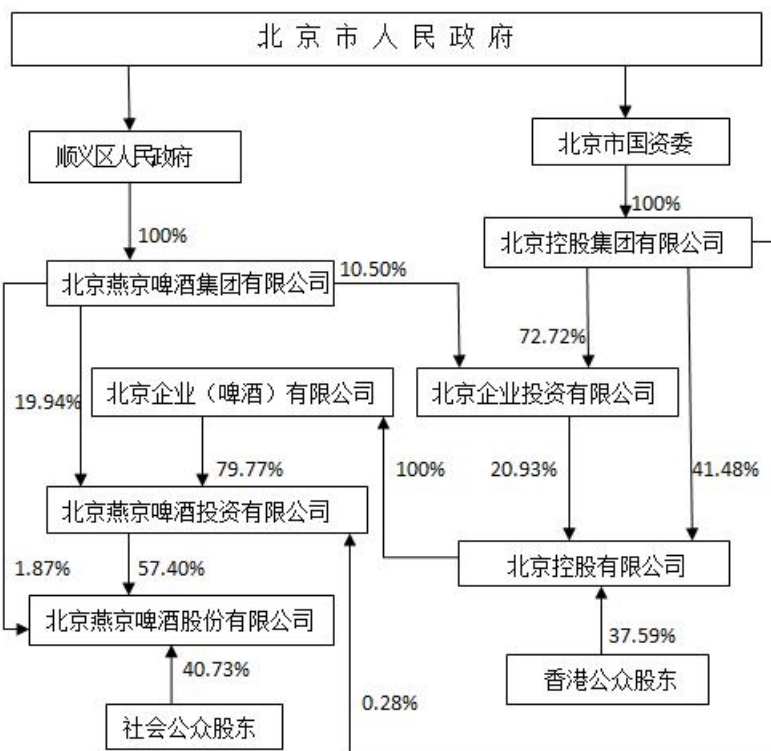 北京市人民政府
顺义区人民政府
北京市国资委
100%
100%
北京控股集团有限公司
北京燕京啤酒集团有限公司
10.50%
72.72%
19.94%
北京企业（啤酒）有限公司
北京企业投资有限公司
79.77%
100%
20.93%
41.48%
北京燕京啤酒投资有限公司
1.87%
57.40%
北京控股有限公司
北京燕京啤酒股份有限公司
37.59%
40.73%
香港公众股东
0.28%
社会公众股东